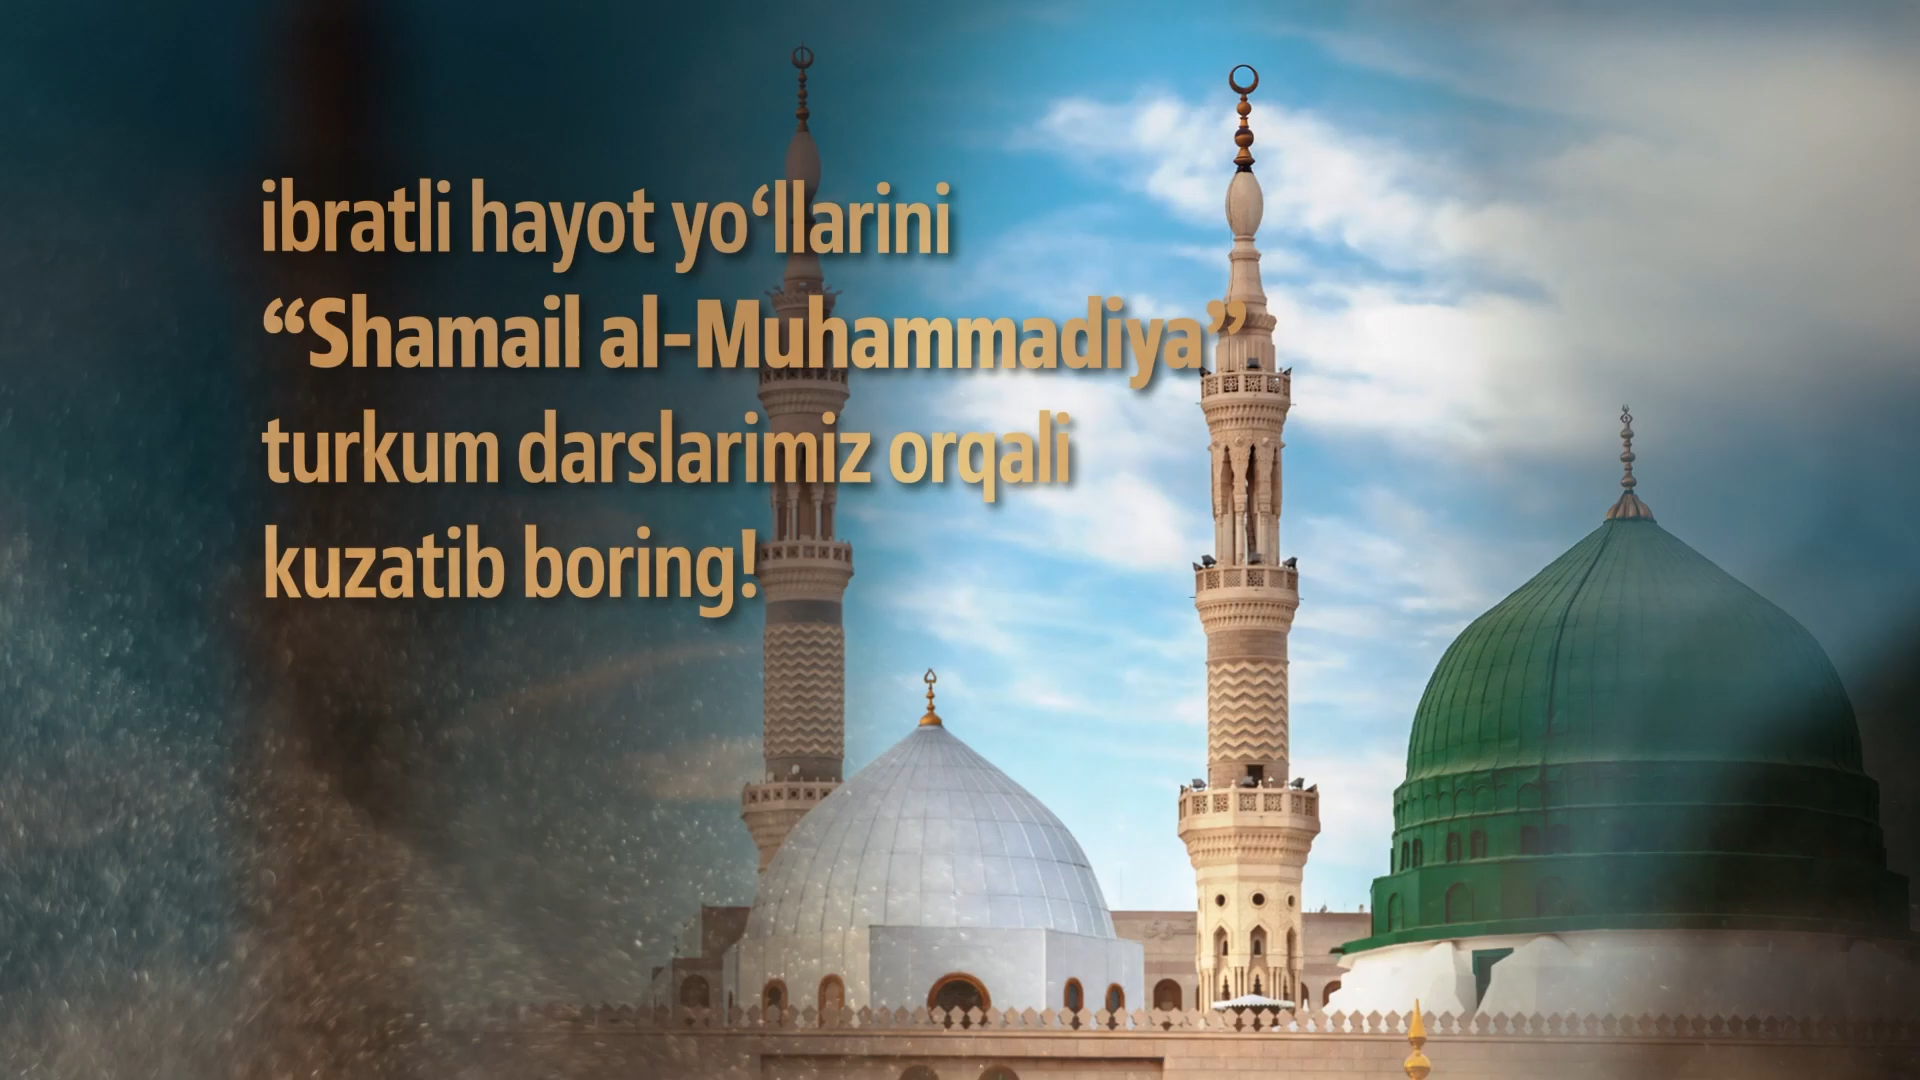 ibratli hayot yo‘llarini
“Shamail al-Muhammadiya”
turkum darslarimiz orqali
kuzatib boring!